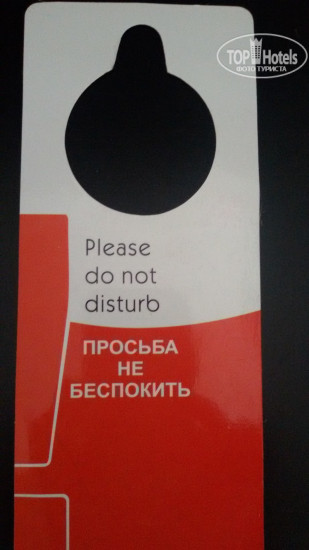 TOP Hotels
ФОТО ТУРИСТА
Please
do not
disturb
ПРОСЬБА
НЕ
БЕСПОКИТЬ